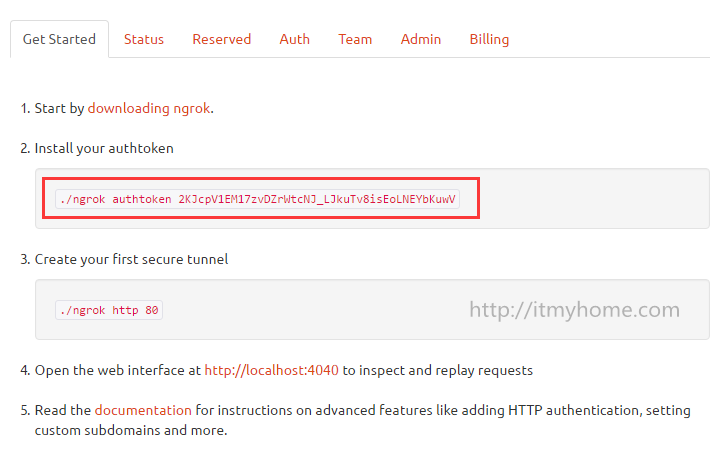 Get Started Status Reserved Auth Team Admin Billing
1. Start by downloading ngrok.
2. Install your authtoken
./ngrok authtoken 2KJcpV1EM17zvDZrWtcNJ_LJkuTv8isEoLNEYbKuwV
3. Create your first secure tunnel
./ngrok http 80
http://itmyhome.com
4. Open the web interface at http://localhost:4040 to inspect and replay requests
5. Read the documentation for instructions on advanced features like adding HTTP authentication, setting
custom subdomains and more.